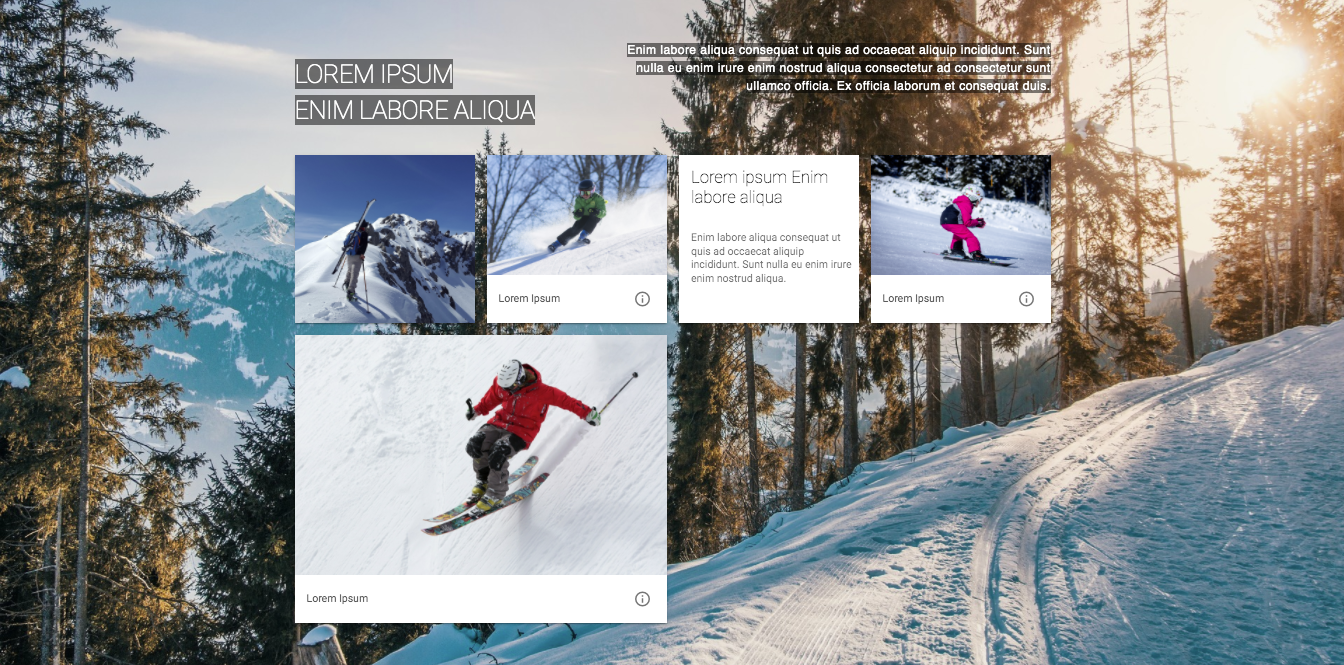 LOREM IPSUM
ENIM LABORE ALIQUA
Enim labore aliqua consequat ut quis ad occaecat aliquip incididunt. Sunt
nulla eu enim irure enim nostrud aliqua consectetur ad consectetur sunt
ullamco officia. Ex officia laborum et consequat duis.
Lorem Ipsum
Lorem ipsum Enim
labore aliqua
Enim labore aliqua consequat ut
quis ad occaecat aliquip
incididunt. Sunt nulla eu enim irure
enim nostrud aliqua.
Lorem Ipsum
Lorem Ipsum